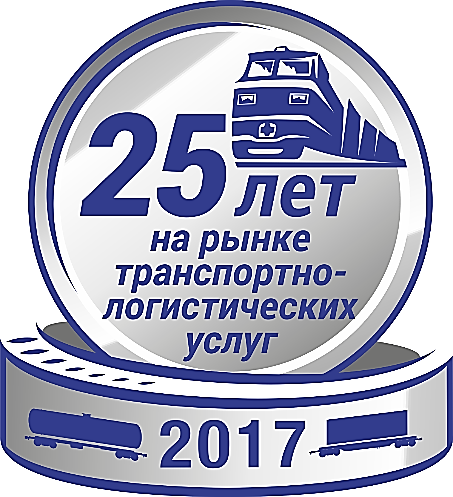 25 лет
на рынке
транспортно-
логистических
услуг
2017